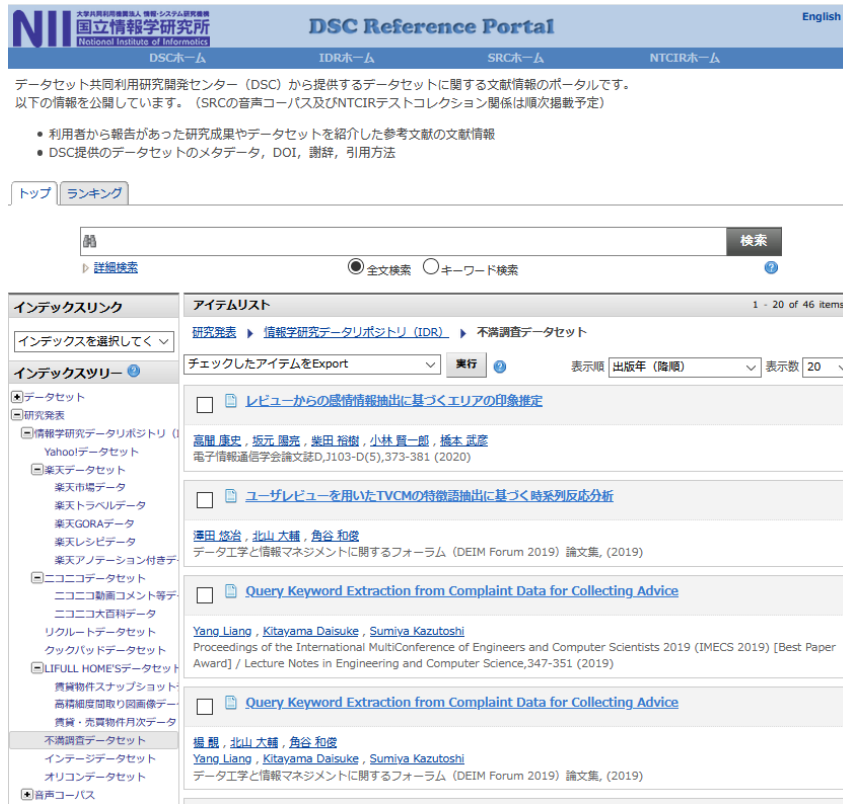 NII
大学共同利用機関法人 情報・システム研究機構
国立情報学研究所
National Institute of Informatics
DSC Reference Portal
English
DSCホーム
IDRホーム
SRCホーム
NTCIRホーム
データセット共同利用研究開発センター（DSC）から提供するデータセットに関する文献情報のポータルです。
以下の情報を公開しています。（SRCの音声コーパス及びNTCIRテストコレクション関係は順次掲載予定）
• 利用者から報告があった研究成果やデータセットを紹介した参考文献の文献情報
• DSC提供のデータセットのメタデータ，DOI，謝辞，引用方法
トップ
ランキング
検索
詳細検索
全文検索
キーワード検索
インデックスリンク
インデックスを選択してく
インデックスツリー
データセット
研究発表
情報学研究データリポジトリ（I
Yahoo!データセット
楽天データセット
楽天市場データ
楽天トラベルデータ
楽天GORAデータ
楽天レシピデータ
楽天アノテーション付きデー
ニコニコデータセット
ニコニコ動画コメント等デー
ニコニコ大百科データ
リクルートデータセット
クックパッドデータセット
LIFULL HOME'Sデータセット
賃貸物件スナップショット
高精細度間取り図画像デー
賃貸・売買物件月次データ
不満調査データセット
インテージデータセット
オリコンデータセット
音声コーパス
アイテムリスト
1 - 20 of 46 items
研究発表 ▶ 情報学研究データリポジトリ（IDR） ▶ 不満調査データセット
チェックしたアイテムをExport
実行
表示順
出版年（降順）
表示数
20
レビューからの感情情報抽出に基づくエリアの印象推定
高間 康史 , 坂元 陽亮 , 柴田 裕樹 , 小林 賢一郎 , 橋本 武彦
電子情報通信学会論文誌D,J103-D(5),373-381 (2020)
ユーザレビューを用いたTVCMの特徴語抽出に基づく時系列反応分析
澤田 悠冶 , 北山 大輔 , 角谷 和俊
データ工学と情報マネジメントに関するフォーラム（DEIM Forum 2019）論文集, (2019)
Query Keyword Extraction from Complaint Data for Collecting Advice
Yang Liang , Kitayama Daisuke , Sumiya Kazutoshi
Proceedings of the International MultiConference of Engineers and Computer Scientists 2019 (IMECS 2019) [Best Paper
Award] / Lecture Notes in Engineering and Computer Science,347-351 (2019)
Query Keyword Extraction from Complaint Data for Collecting Advice
楊 靚 , 北山 大輔 , 角谷 和俊
Yang Liang , Kitayama Daisuke , Sumiya Kazutoshi
データ工学と情報マネジメントに関するフォーラム（DEIM Forum 2019）論文集, (2019)